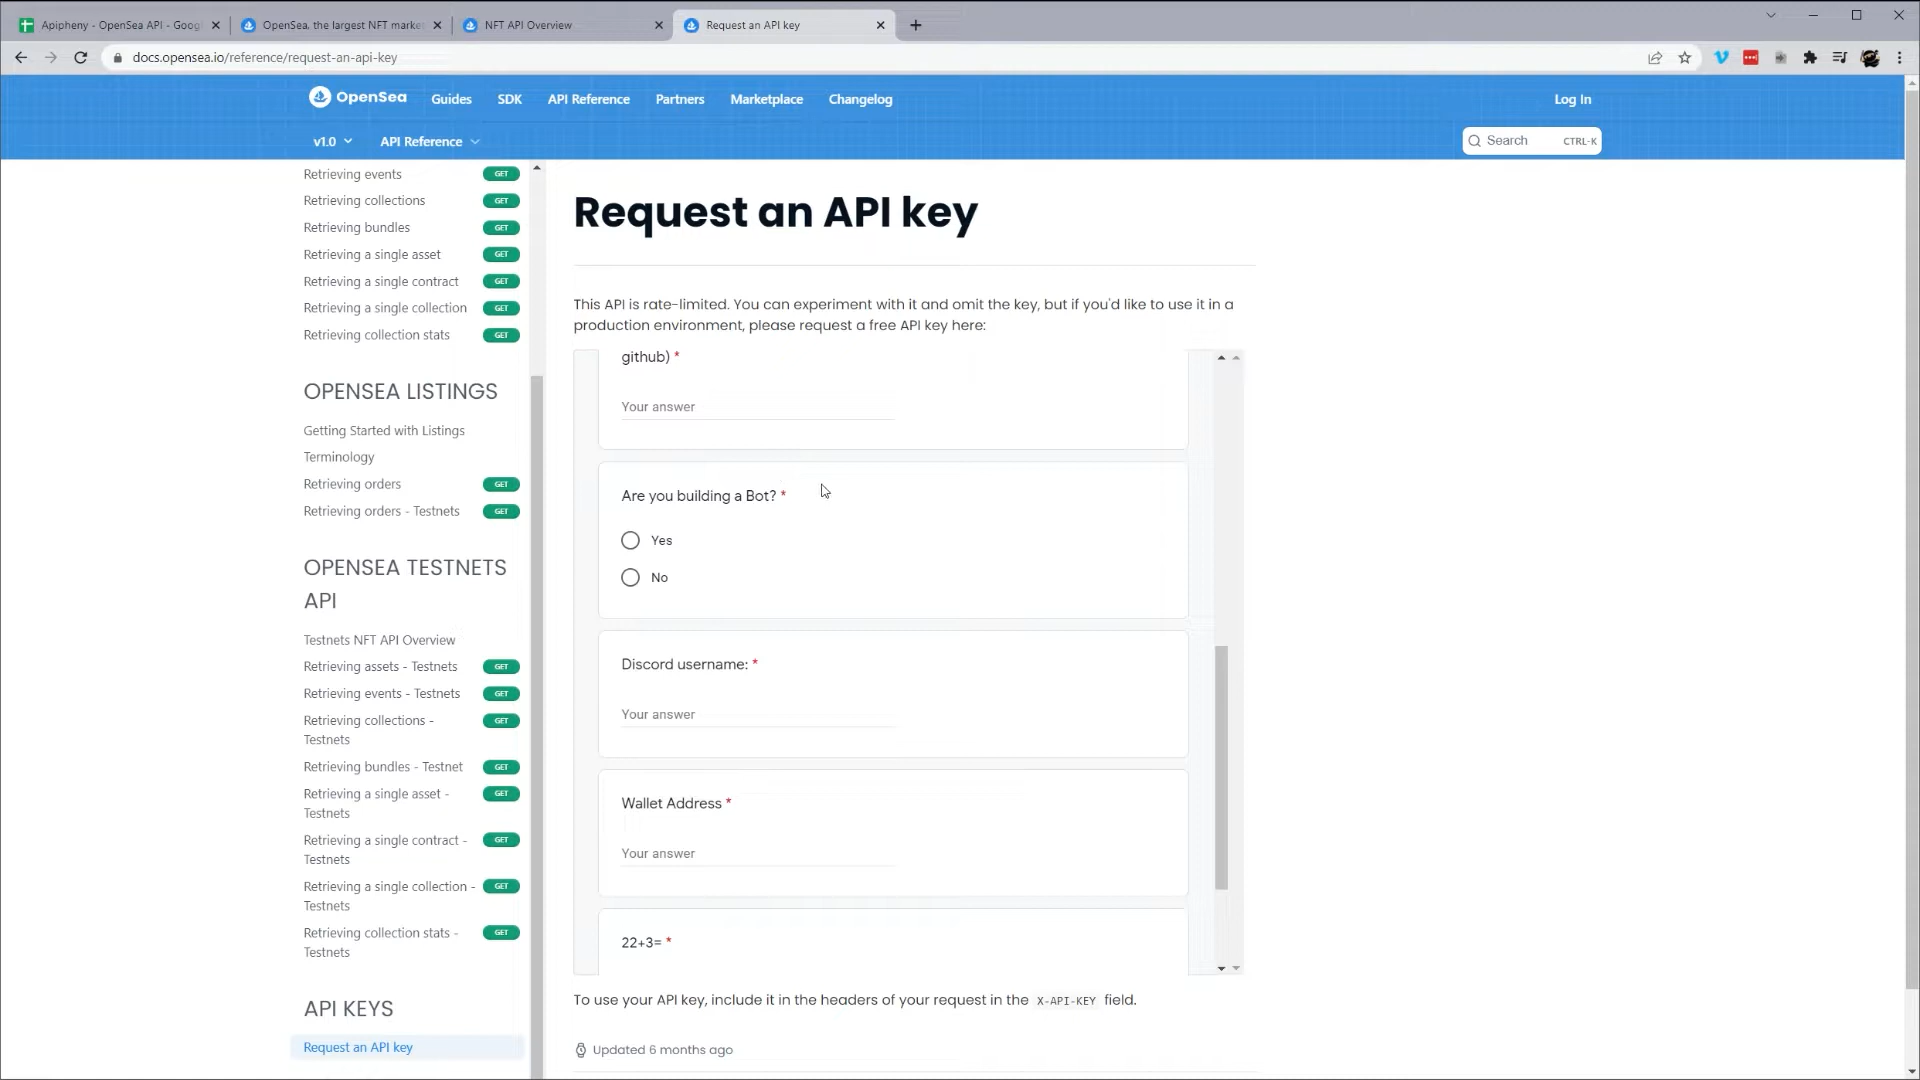 Apipheny - OpenSea API - Goog
OpenSea, the largest NFT marke
NFT API Overview
Request an API key
docs.opensea.io/reference/request-an-api-key
OpenSea
Guides
SDK
API Reference
Partners
Marketplace
Changelog
Log In
v1.0
API Reference
Search
CTRL-K
Retrieving events GET
Retrieving collections GET
Retrieving bundles GET
Retrieving a single asset GET
Retrieving a single contract GET
Retrieving a single collection GET
Retrieving collection stats GET
OPENSEA LISTINGS
Getting Started with Listings
Terminology
Retrieving orders GET
Retrieving orders - Testnets GET
OPENSEA TESTNETS
API
Testnets NFT API Overview
Retrieving assets - Testnets GET
Retrieving events - Testnets GET
Retrieving collections - GET
Testnets
Retrieving bundles - Testnet GET
Retrieving a single asset - GET
Testnets
Retrieving a single contract - GET
Testnets
Retrieving a single collection - GET
Testnets
Retrieving collection stats - GET
Testnets
API KEYS
Request an API key
Request an API key
This API is rate-limited. You can experiment with it and omit the key, but if you'd like to use it in a
production environment, please request a free API key here:
github) *
Your answer
Are you building a Bot? *
Yes
No
Discord username: *
Your answer
Wallet Address *
Your answer
22+3= *
To use your API key, include it in the headers of your request in the X-API-KEY field.
Updated 6 months ago